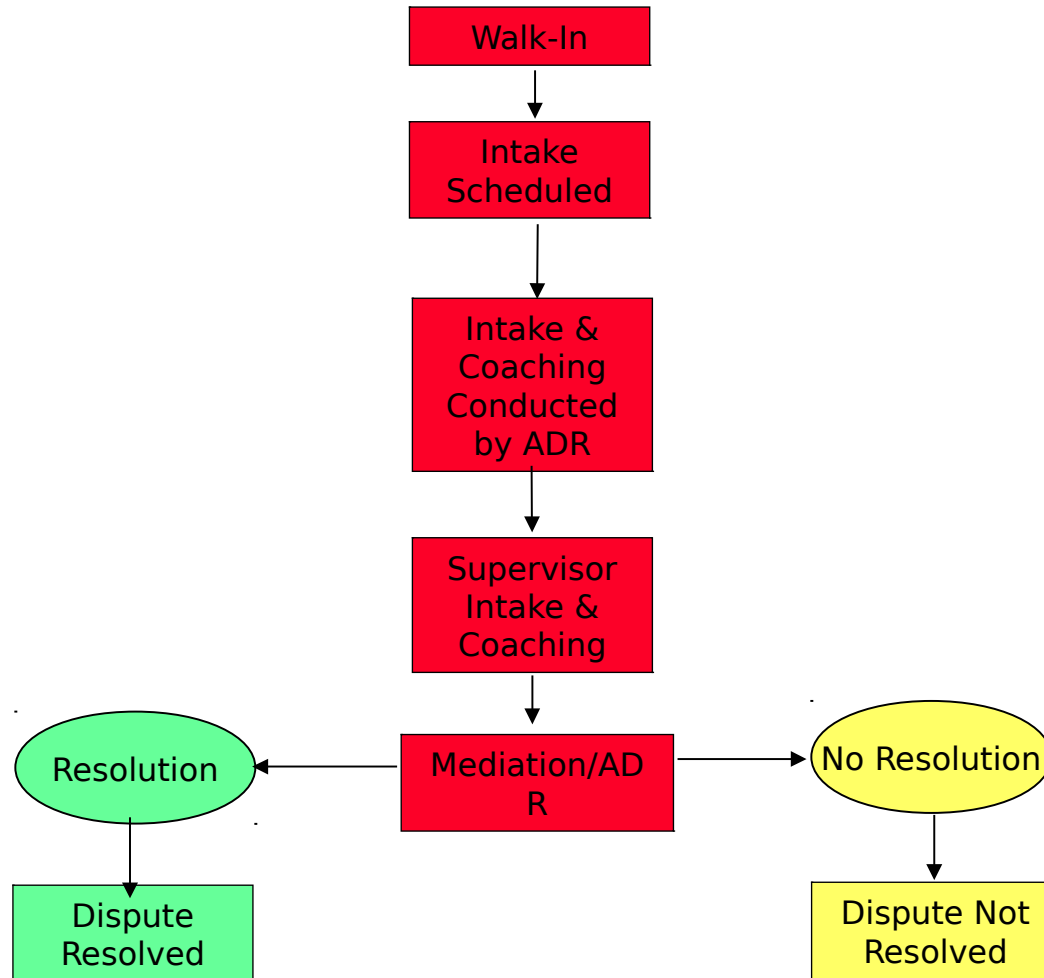 Walk-In
Intake
Scheduled
Intake &
Coaching
Conducted
by ADR
Supervisor
Intake &
Coaching
Resolution
Mediation/AD
R
No Resolution
Dispute
Resolved
Dispute Not
Resolved